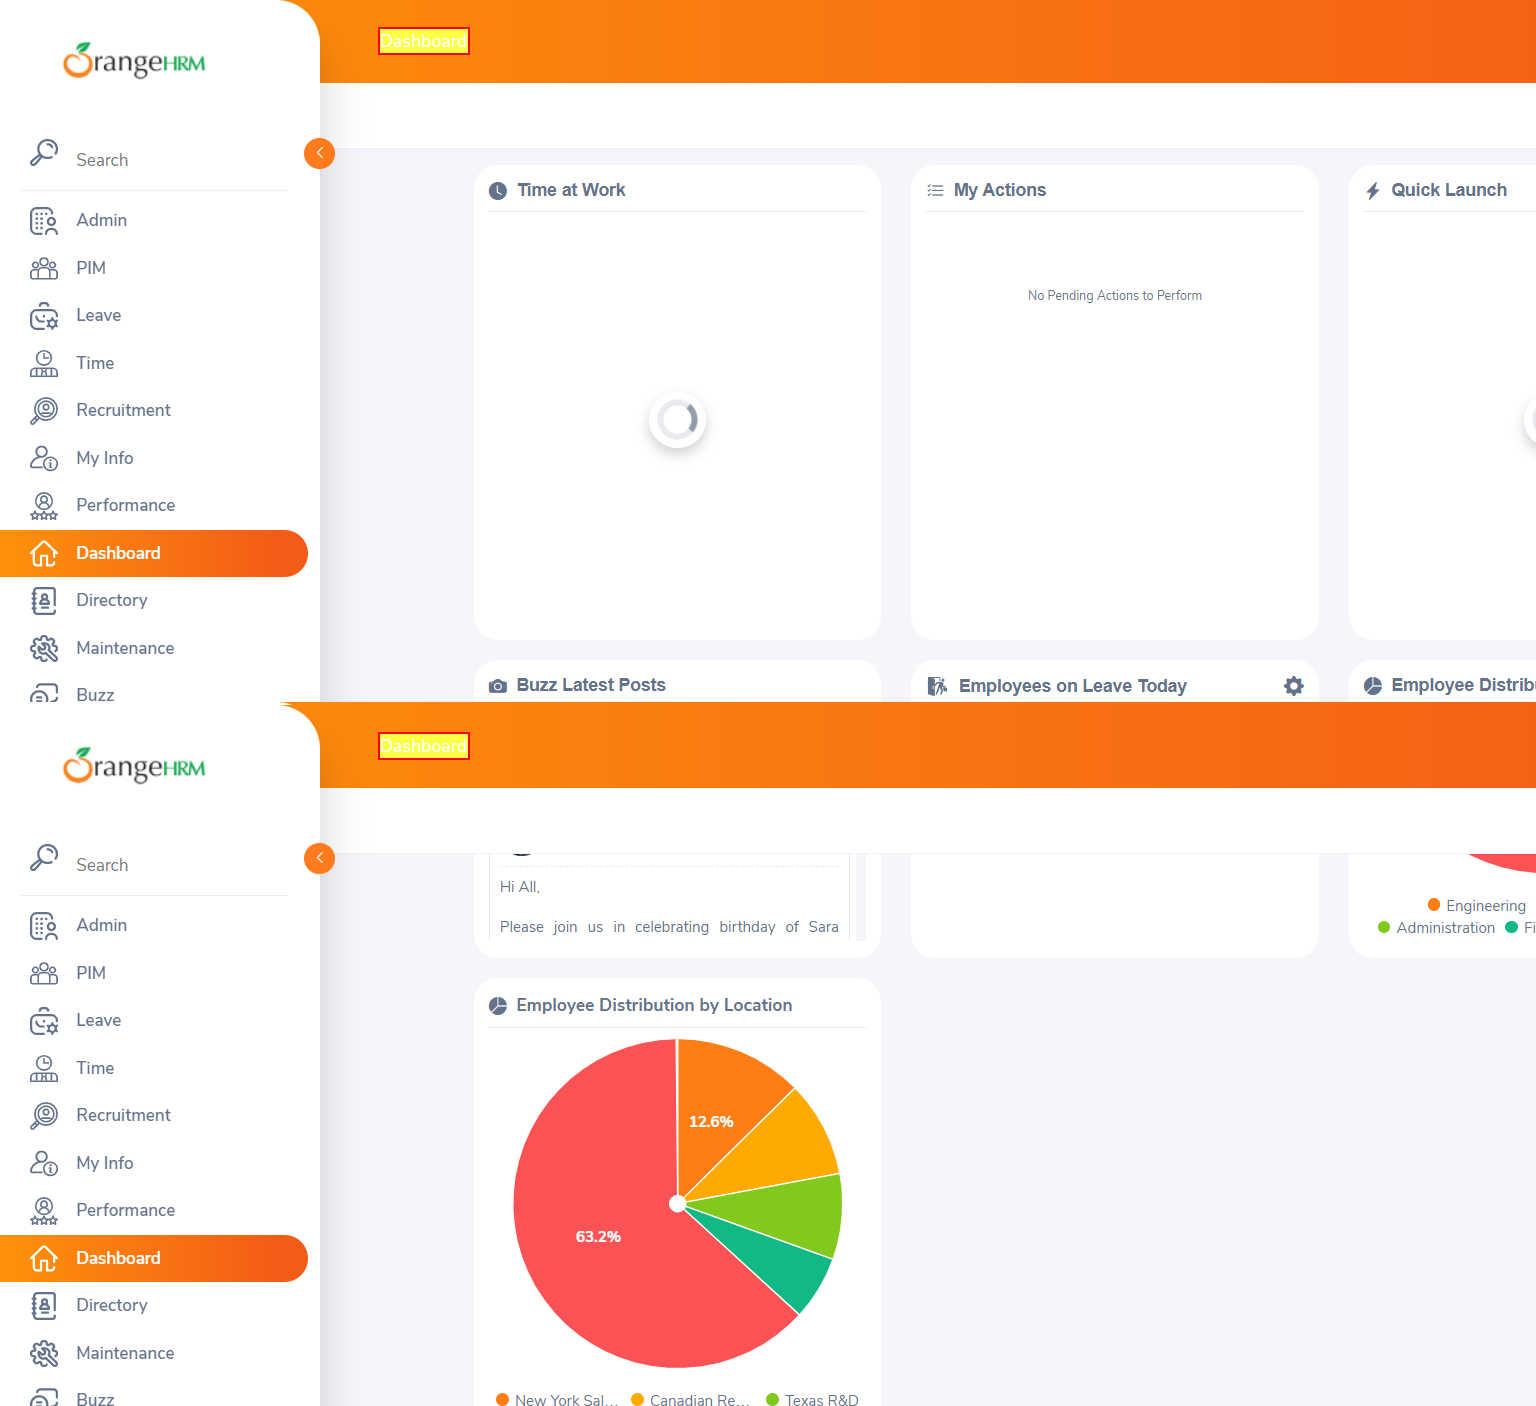 OrangeHRM
Dashboard
Search
Admin
PIM
Leave
Time
Recruitment
My Info
Performance
Dashboard
Directory
Maintenance
Buzz
Time at Work
My Actions
Quick Launch
No Pending Actions to Perform
Buzz Latest Posts
Employees on Leave Today
Employee Distribu
OrangeHRM
Dashboard
Search
Admin
PIM
Leave
Time
Recruitment
My Info
Performance
Dashboard
Directory
Maintenance
Buzz
Hi All,
Please join us in celebrating birthday of Sara
Engineering
Administration
Fi
Employee Distribution by Location
12.6%
63.2%
New York Sal...
Canadian Re...
Texas R&D